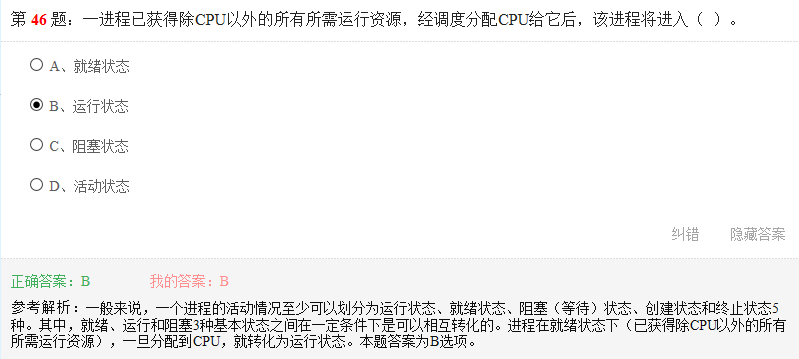 第 46 题：一进程已获得除CPU以外的所有所需运行资源，经调度分配CPU给它后，该进程将进入（  ）。
A、就绪状态
B、运行状态
C、阻塞状态
D、活动状态
纠错 隐藏答案
正确答案：B 我的答案：B
参考解析：一般来说，一个进程的活动情况至少可以划分为运行状态、就绪状态、阻塞（等待）状态、创建状态和终止状态5
种。其中，就绪、运行和阻塞3种基本状态之间在一定条件下是可以相互转化的。进程在就绪状态下（已获得除CPU以外的所有
所需运行资源），一旦分配到CPU，就转化为运行状态。本题答案为B选项。